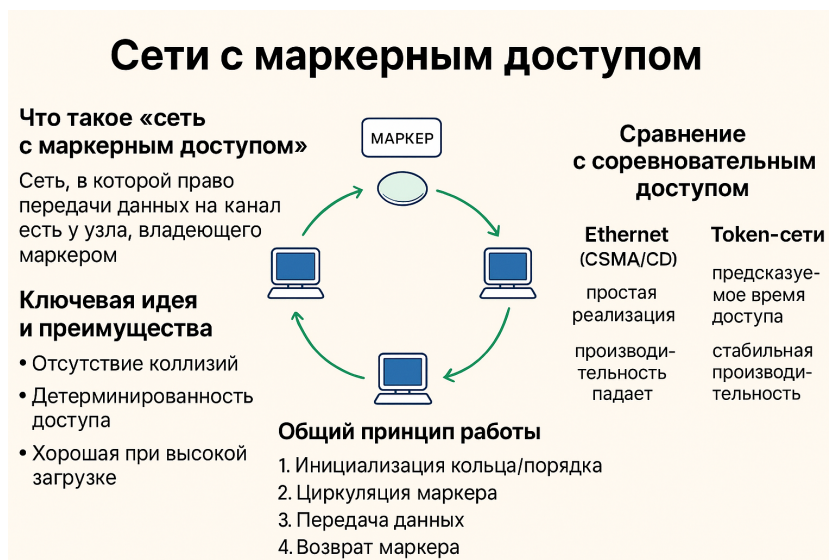 Сети с маркерным доступом
Что такое «сеть
с маркерным доступом»
Сеть, в которой право
передачи данных на канал
есть у узла, владеющего
маркером
Ключевая идея
и преимущества
• Отсутствие коллизий
• Детерминированность
доступа
• Хорошая при высокой
загрузке
МАРКЕР
Общий принцип работы
1. Инициализация кольца/порядка
2. Циркуляция маркера
3. Передача данных
4. Возврат маркера
Сравнение
с соревновательным
доступом
Ethernet
(CSMA/CD)
простая
реализация
производи-
тельность
падает
Token-сети
предсказуе-
мое время
доступа
стабильная
производи-
тельность